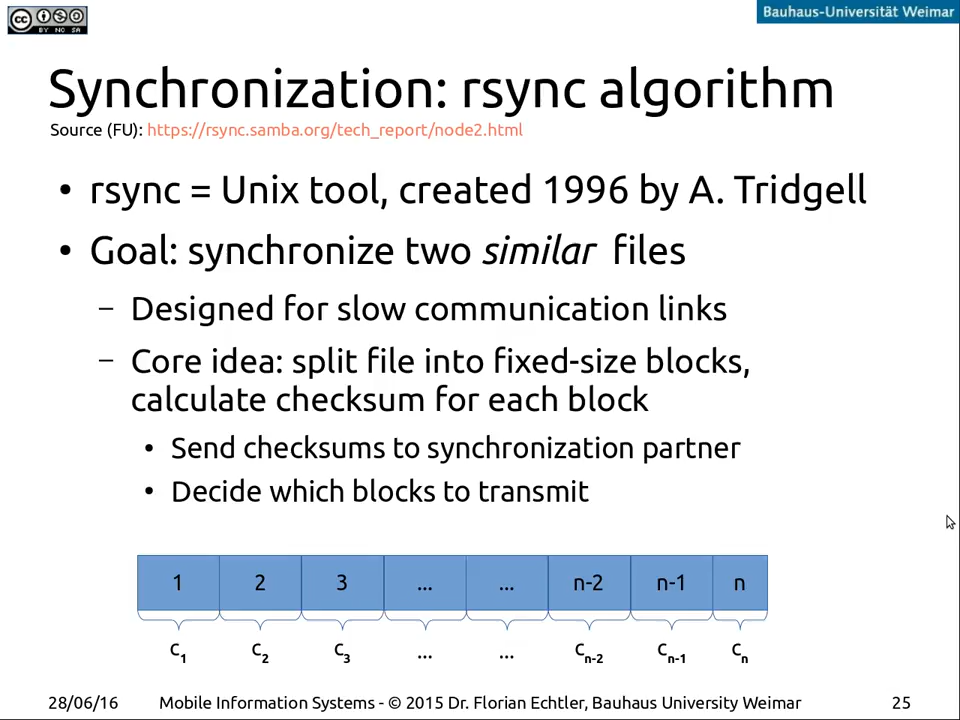 cc BY NC SA
Bauhaus-Universität Weimar
Synchronization: rsync algorithm
Source (FU): https://rsync.samba.org/tech_report/node2.html
• rsync = Unix tool, created 1996 by A. Tridgell
• Goal: synchronize two similar files
– Designed for slow communication links
– Core idea: split file into fixed-size blocks,
calculate checksum for each block
• Send checksums to synchronization partner
• Decide which blocks to transmit
1 2 3 ... ... n-2 n-1 n
c1 c2 c3 ... ... cn-2 cn-1 cn
28/06/16 Mobile Information Systems - © 2015 Dr. Florian Echtler, Bauhaus University Weimar 25